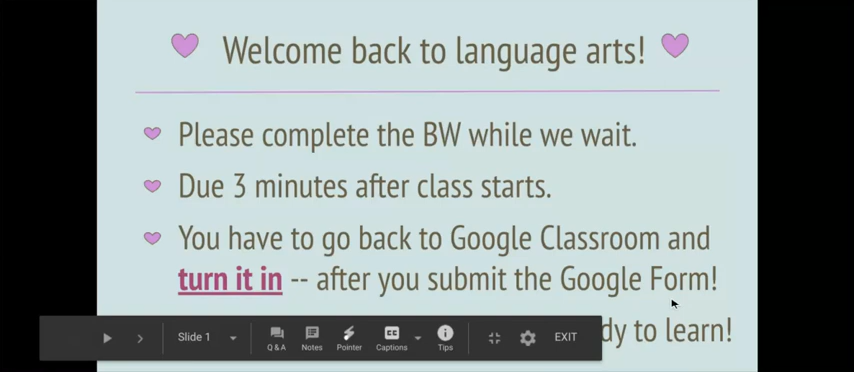 Welcome back to language arts!
Please complete the BW while we wait.
Due 3 minutes after class starts.
You have to go back to Google Classroom and
turn it in -- after you submit the Google Form!
to learn!
Slide 1
Q & A
Notes
Pointer
Captions
Tips
EXIT